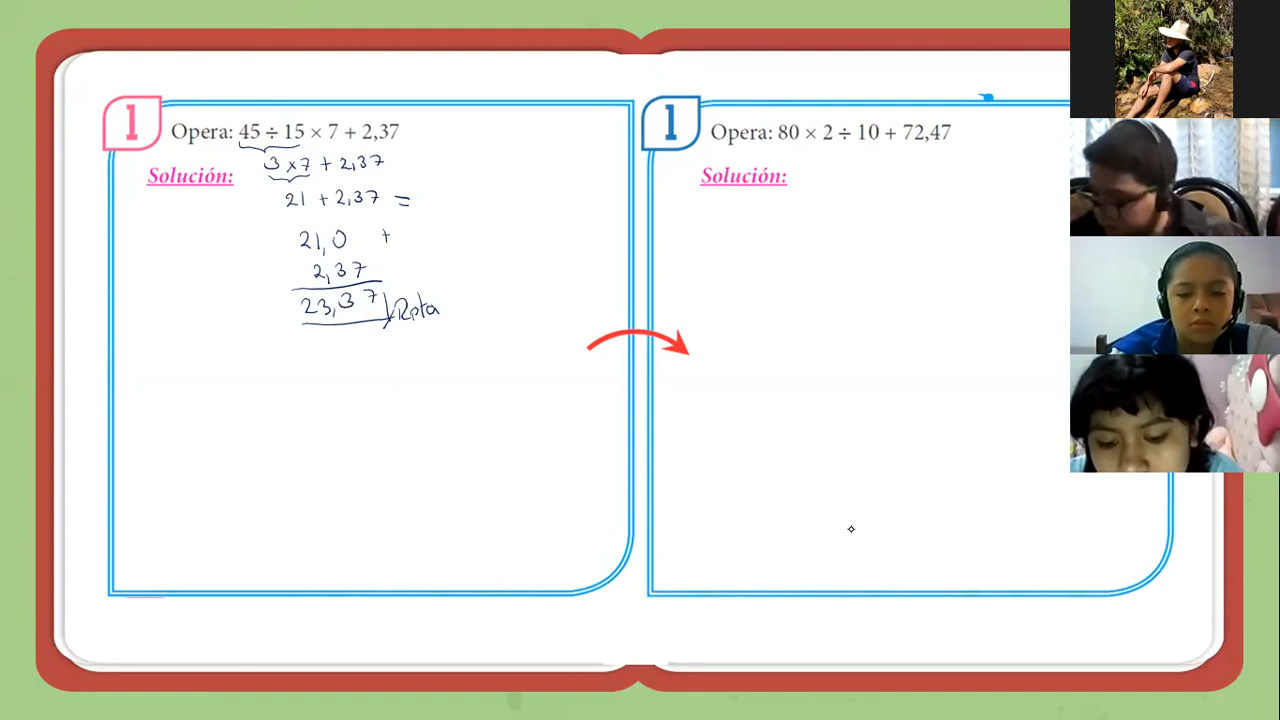 1
Opera: 45 ÷ 15 × 7 + 2,37
3 × 7 + 2,37
Solución:
21 + 2,37 =
21,0 +
2,37
23,37 Rpta
1
Opera: 80 × 2 ÷ 10 + 72,47
Solución: